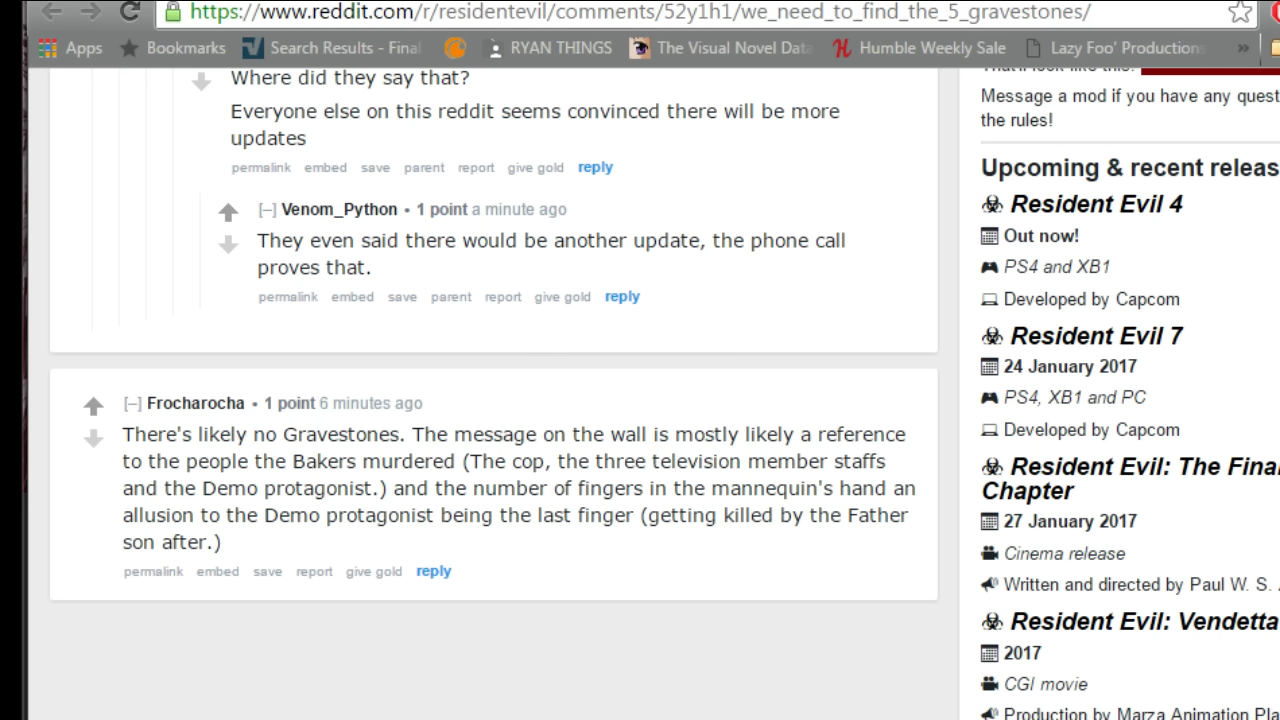 https://www.reddit.com/r/residentevil/comments/52y1h1/we_need_to_find_the_5_gravestones/
Apps Bookmarks Search Results - Final RYAN THINGS The Visual Novel Data Humble Weekly Sale Lazy Foo' Productions »
Where did they say that?
Everyone else on this reddit seems convinced there will be more
updates
permalink embed save parent report give gold reply
[–] Venom_Python • 1 point a minute ago
They even said there would be another update, the phone call
proves that.
permalink embed save parent report give gold reply
[–] Frocharocha • 1 point 6 minutes ago
There's likely no Gravestones. The message on the wall is mostly likely a reference
to the people the Bakers murdered (The cop, the three television member staffs
and the Demo protagonist.) and the number of fingers in the mannequin's hand an
allusion to the Demo protagonist being the last finger (getting killed by the Father
son after.)
permalink embed save report give gold reply
Message a mod if you have any quest
the rules!
Upcoming & recent releas
Resident Evil 4
Out now!
PS4 and XB1
Developed by Capcom
Resident Evil 7
24 January 2017
PS4, XB1 and PC
Developed by Capcom
Resident Evil: The Final
Chapter
27 January 2017
Cinema release
Written and directed by Paul W. S.
Resident Evil: Vendetta
2017
CGI movie
Production by Marza Animation Pla